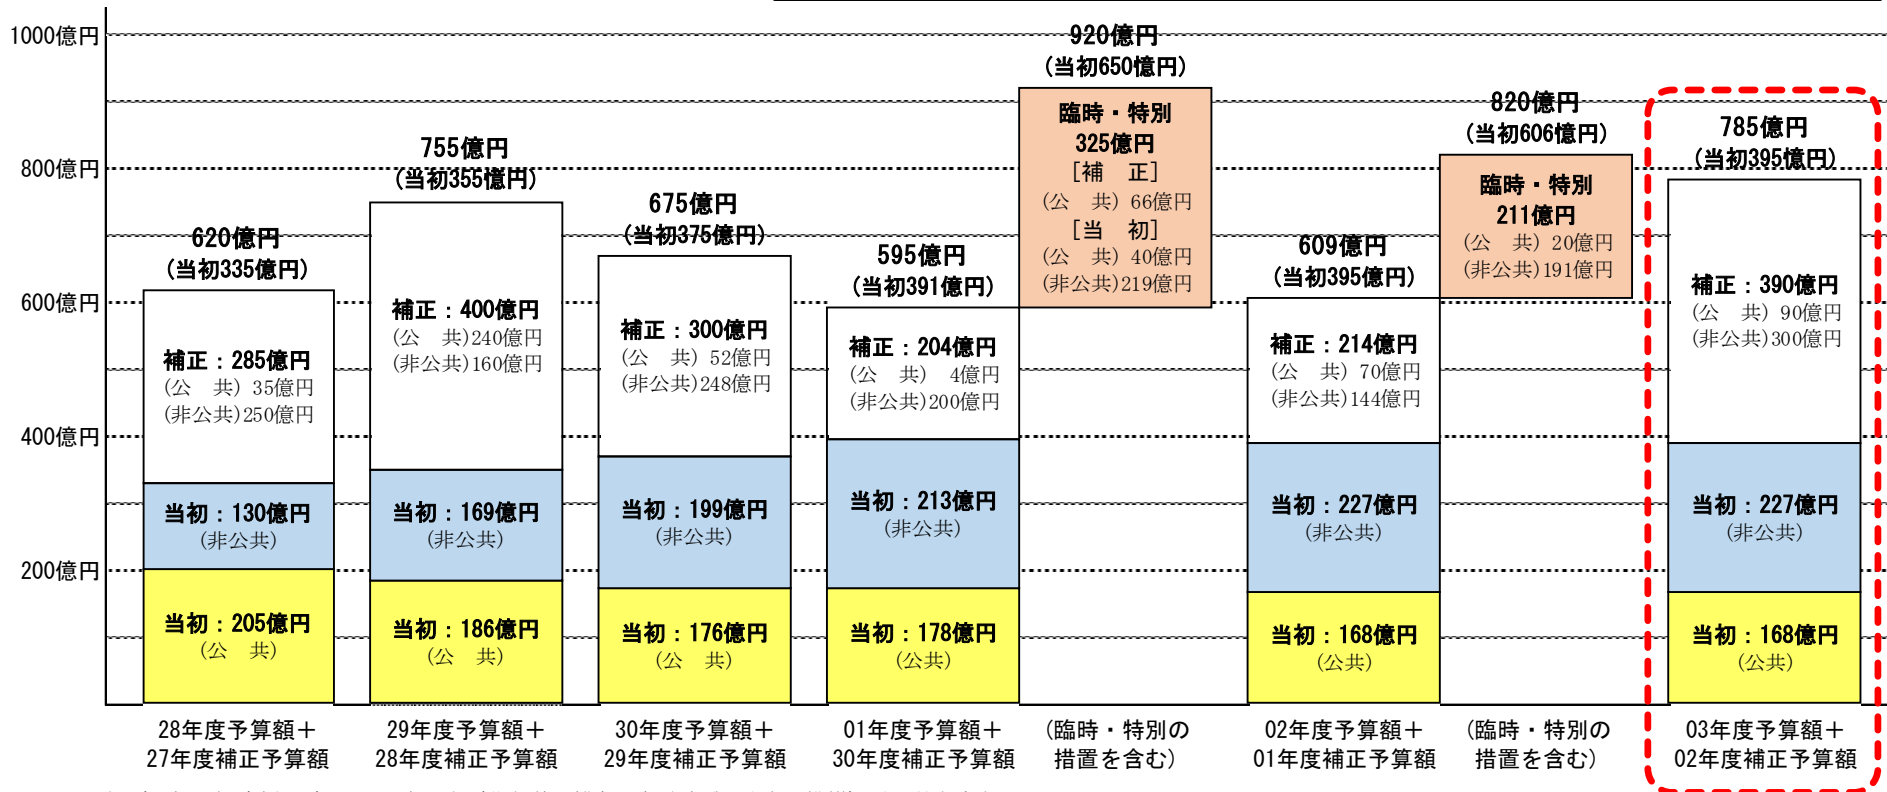 1000億円
800億円
600億円
400億円
200億円
620億円
(当初335億円)
補正：285億円
(公　共) 35億円
(非公共)250億円
当初：130億円
(非公共)
当初：205億円
(公　共)
28年度予算額＋
27年度補正予算額
755億円
(当初355億円)
補正：400億円
(公　共)240億円
(非公共)160億円
当初：169億円
(非公共)
当初：186億円
(公　共)
29年度予算額＋
28年度補正予算額
675億円
(当初375億円)
補正：300億円
(公　共) 52億円
(非公共)248億円
当初：199億円
(非公共)
当初：176億円
(公　共)
30年度予算額＋
29年度補正予算額
595億円
(当初391億円)
補正：204億円
(公　共)　4億円
(非公共)200億円
当初：213億円
(非公共)
当初：178億円
(公共)
01年度予算額＋
30年度補正予算額
920億円
(当初650億円)
臨時・特別
325億円
［補　正］
(公　共) 66億円
［当　初］
(公　共) 40億円
(非公共)219億円
(臨時・特別の
措置を含む)
609億円
(当初395億円)
補正：214億円
(公　共) 70億円
(非公共)144億円
当初：227億円
(非公共)
当初：168億円
(公共)
02年度予算額＋
01年度補正予算額
820億円
(当初606億円)
臨時・特別
211億円
(公　共) 20億円
(非公共)191億円
(臨時・特別の
措置を含む)
785億円
(当初395億円)
補正：390億円
(公　共) 90億円
(非公共)300億円
当初：227億円
(非公共)
当初：168億円
(公共)
03年度予算額＋
02年度補正予算額